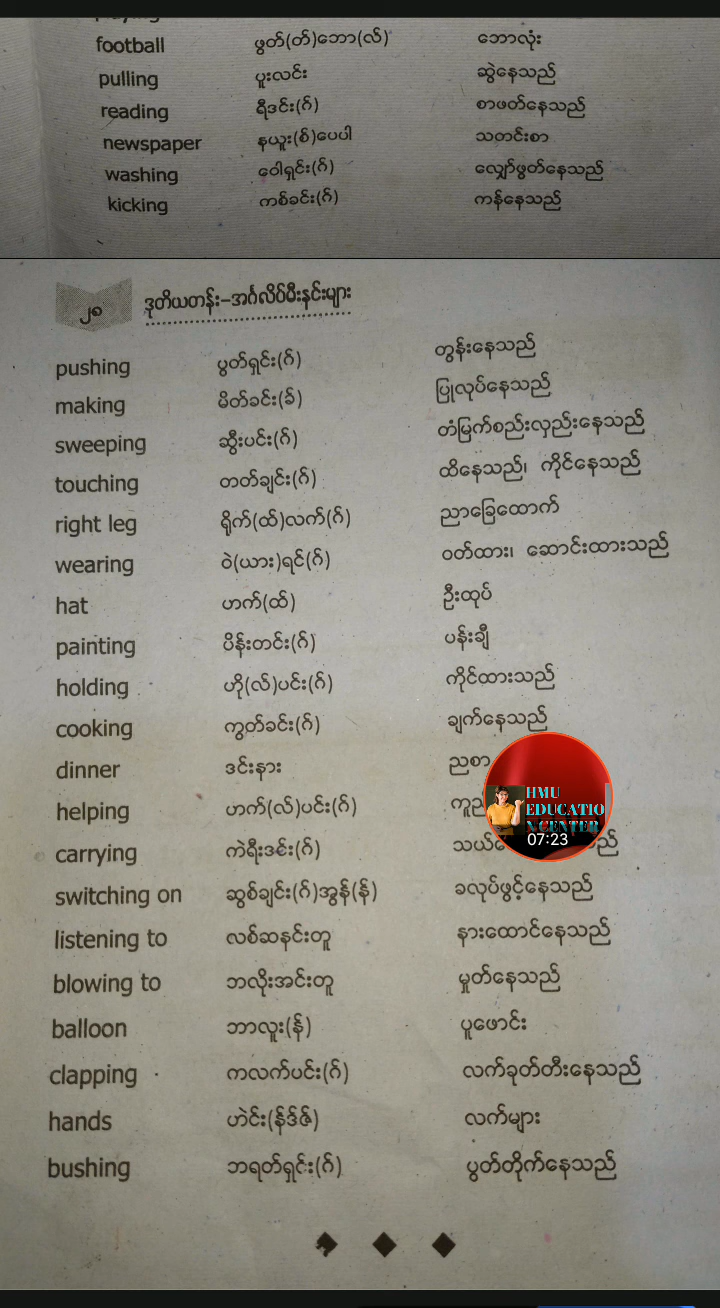 football ဖွတ်(တ်)ဘော(လ်) ဘောလုံး
pulling ပူးလင်း ဆွဲနေသည်
reading ရီဒင်း(ဂ်) စာဖတ်နေသည်
newspaper နယူး(စ်)ပေပါ သတင်းစာ
washing ဝေါရှင်း(ဂ်) လျှော်ဖွတ်နေသည်
kicking ကစ်ခင်း(ဂ်) ကန်နေသည်
၂၈ ဒုတိယတန်း-အင်္ဂလိပ်မီးနင်းများ
pushing ပွတ်ရှင်း(ဂ်) တွန်းနေသည်
making မိတ်ခင်း(ခ်) ပြုလုပ်နေသည်
sweeping ဆွီးပင်း(ဂ်) တံမြက်စည်းလှည်းနေသည်
touching တတ်ချင်း(ဂ်) ထိနေသည်၊ ကိုင်နေသည်
right leg ရိုက်(ထ်)လက်(ဂ်) ညာခြေထောက်
wearing ဝဲ(ယား)ရင်(ဂ်) ဝတ်ထား၊ ဆောင်းထားသည်
hat ဟက်(ထ်) ဦးထုပ်
painting ပိန်းတင်း(ဂ်) ပန်းချီ
holding ဟို(လ်)ပင်း(ဂ်) ကိုင်ထားသည်
cooking ကွတ်ခင်း(ဂ်) ချက်နေသည်
dinner ဒင်းနား ညစာ
helping ဟက်(လ်)ပင်း(ဂ်)
carrying ကဲရီးအင်း(ဂ်)
switching on ဆွစ်ချင်း(ဂ်)အွန်(န်) ခလုပ်ဖွင့်နေသည်
listening to လစ်ဆနင်းတူ နားထောင်နေသည်
blowing to ဘလိုးအင်းတူ မှုတ်နေသည်
balloon ဘာလူး(န်) ပူဖောင်း
clapping ကလက်ပင်း(ဂ်) လက်ခုတ်တီးနေသည်
hands ဟဲင်း(န်ဒ်ဇ်) လက်များ
bushing ဘရတ်ရှင်း(ဂ်) ပွတ်တိုက်နေသည်
HMU
EDUCATIO
N CENTER
07:23